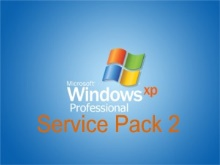 Microsoft®
Windows xp
Professional
Service Pack 2